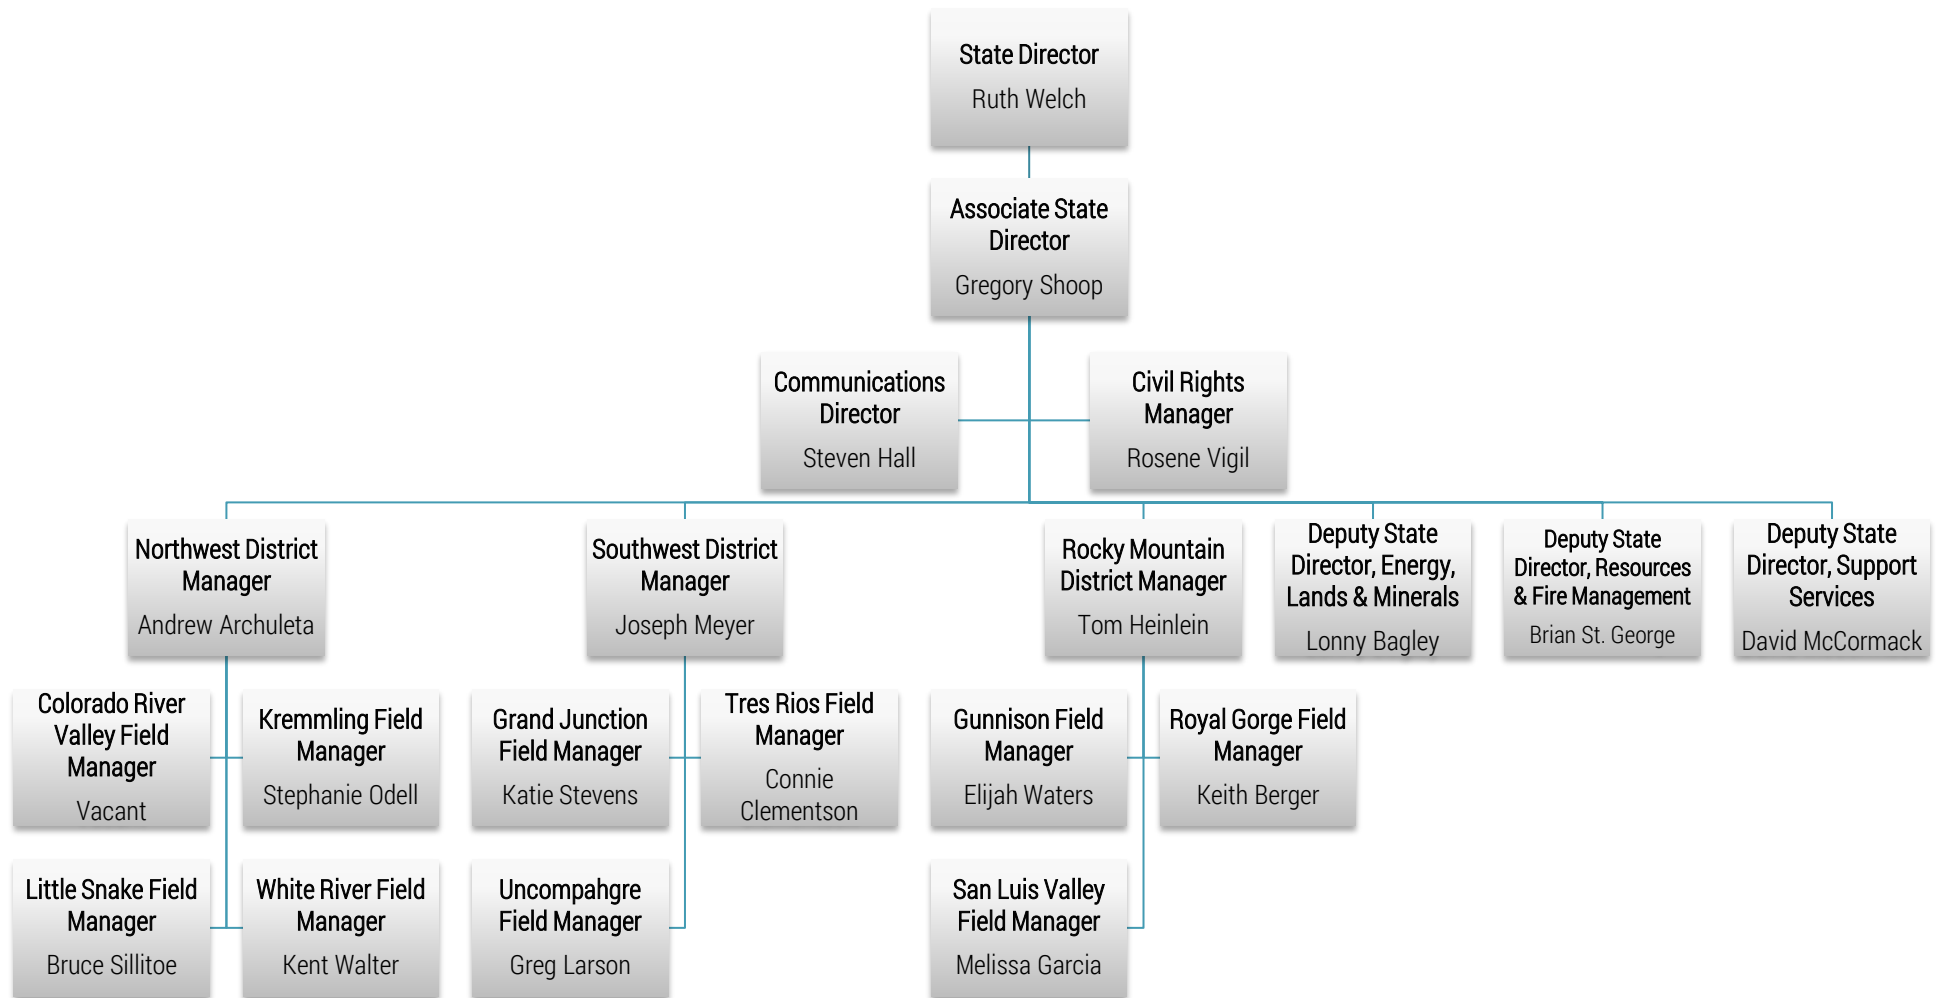 State Director
Ruth Welch
Associate State
Director
Gregory Shoop
Communications
Director
Steven Hall
Civil Rights
Manager
Rosene Vigil
Northwest District
Manager
Andrew Archuleta
Southwest District
Manager
Joseph Meyer
Rocky Mountain
District Manager
Tom Heinlein
Deputy State
Director, Energy,
Lands & Minerals
Lonny Bagley
Deputy State
Director, Resources
& Fire Management
Brian St. George
Deputy State
Director, Support
Services
David McCormack
Colorado River
Valley Field
Manager
Vacant
Kremmling Field
Manager
Stephanie Odell
Grand Junction
Field Manager
Katie Stevens
Tres Rios Field
Manager
Connie
Clementson
Gunnison Field
Manager
Elijah Waters
Royal Gorge Field
Manager
Keith Berger
Little Snake Field
Manager
Bruce Sillitoe
White River Field
Manager
Kent Walter
Uncompahgre
Field Manager
Greg Larson
San Luis Valley
Field Manager
Melissa Garcia